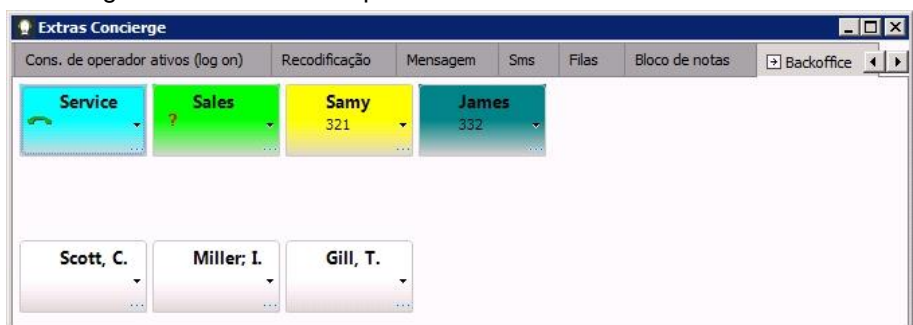 Extras Concierge
Cons. de operador ativos (log on) Recodificação Mensagem Sms Filas Bloco de notas Backoffice
Service Sales Samy James
? 321 332
... ... ... ...
Scott, C. Miller; I. Gill, T.
... ... ...